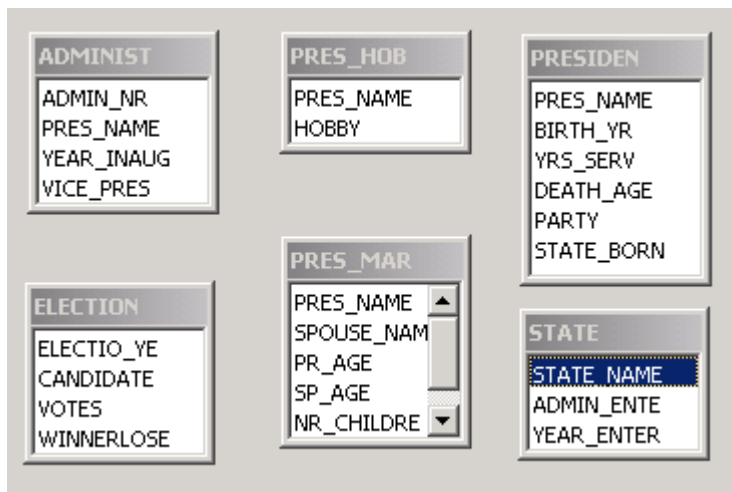 ADMINIST
ADMIN_NR
PRES_NAME
YEAR_INAUG
VICE_PRES
PRES_HOB
PRES_NAME
HOBBY
PRESIDEN
PRES_NAME
BIRTH_YR
YRS_SERV
DEATH_AGE
PARTY
STATE_BORN
ELECTION
ELECTIO_YE
CANDIDATE
VOTES
WINNERLOSE
PRES_MAR
PRES_NAME
SPOUSE_NAM
PR_AGE
SP_AGE
NR_CHILDRE
STATE
STATE_NAME
ADMIN_ENTE
YEAR_ENTER